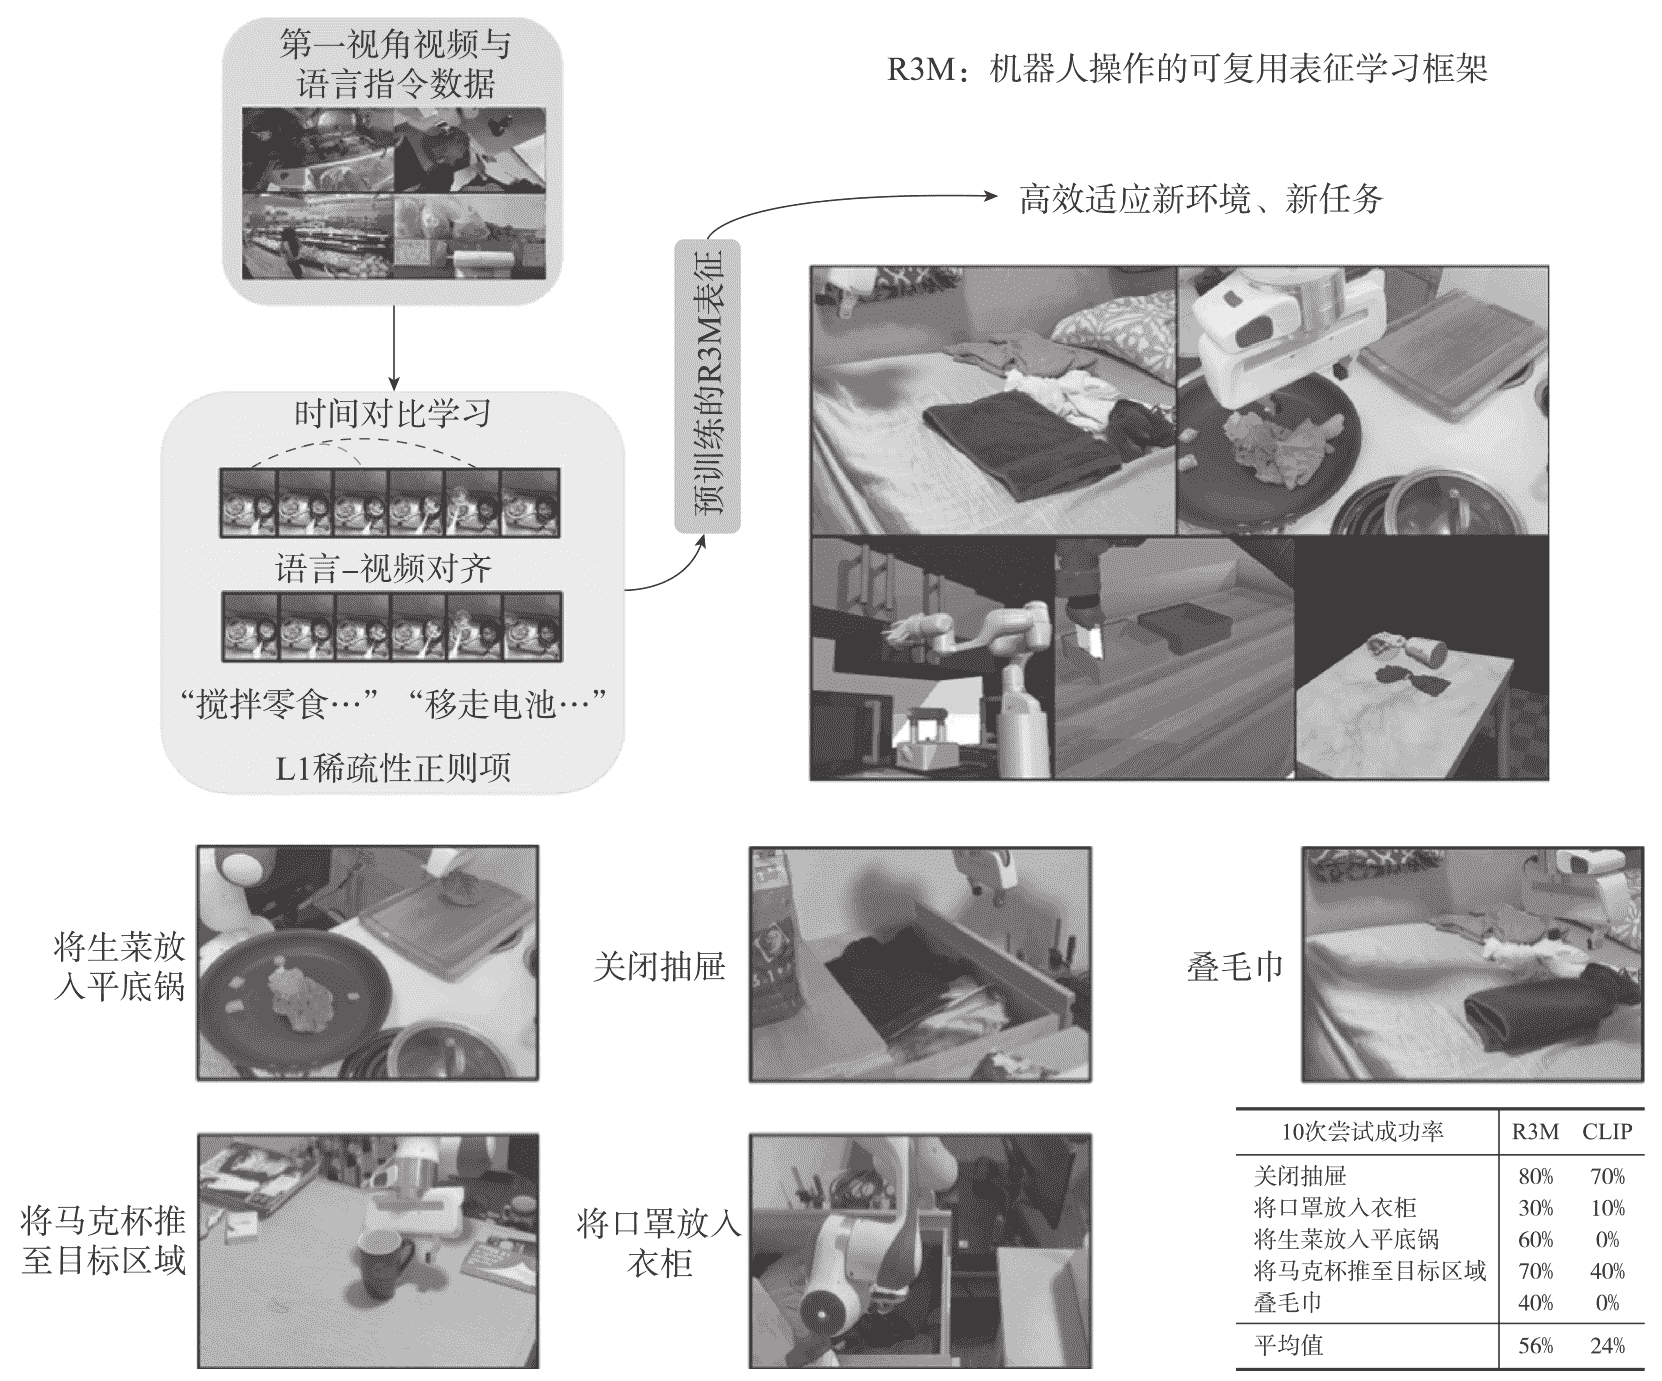 第一视角视频与
语言指令数据
R3M：机器人操作的可复用表征学习框架
高效适应新环境、新任务
预训练的R3M表征
时间对比学习
语言–视频对齐
“搅拌零食…” “移走电池…”
L1稀疏性正则项
将生菜放
入平底锅
关闭抽屉
叠毛巾
将马克杯推
至目标区域
将口罩放入
衣柜
10次尝试成功率 R3M CLIP
关闭抽屉 80% 70%
将口罩放入衣柜 30% 10%
将生菜放入平底锅 60% 0%
将马克杯推至目标区域 70% 40%
叠毛巾 40% 0%
平均值 56% 24%